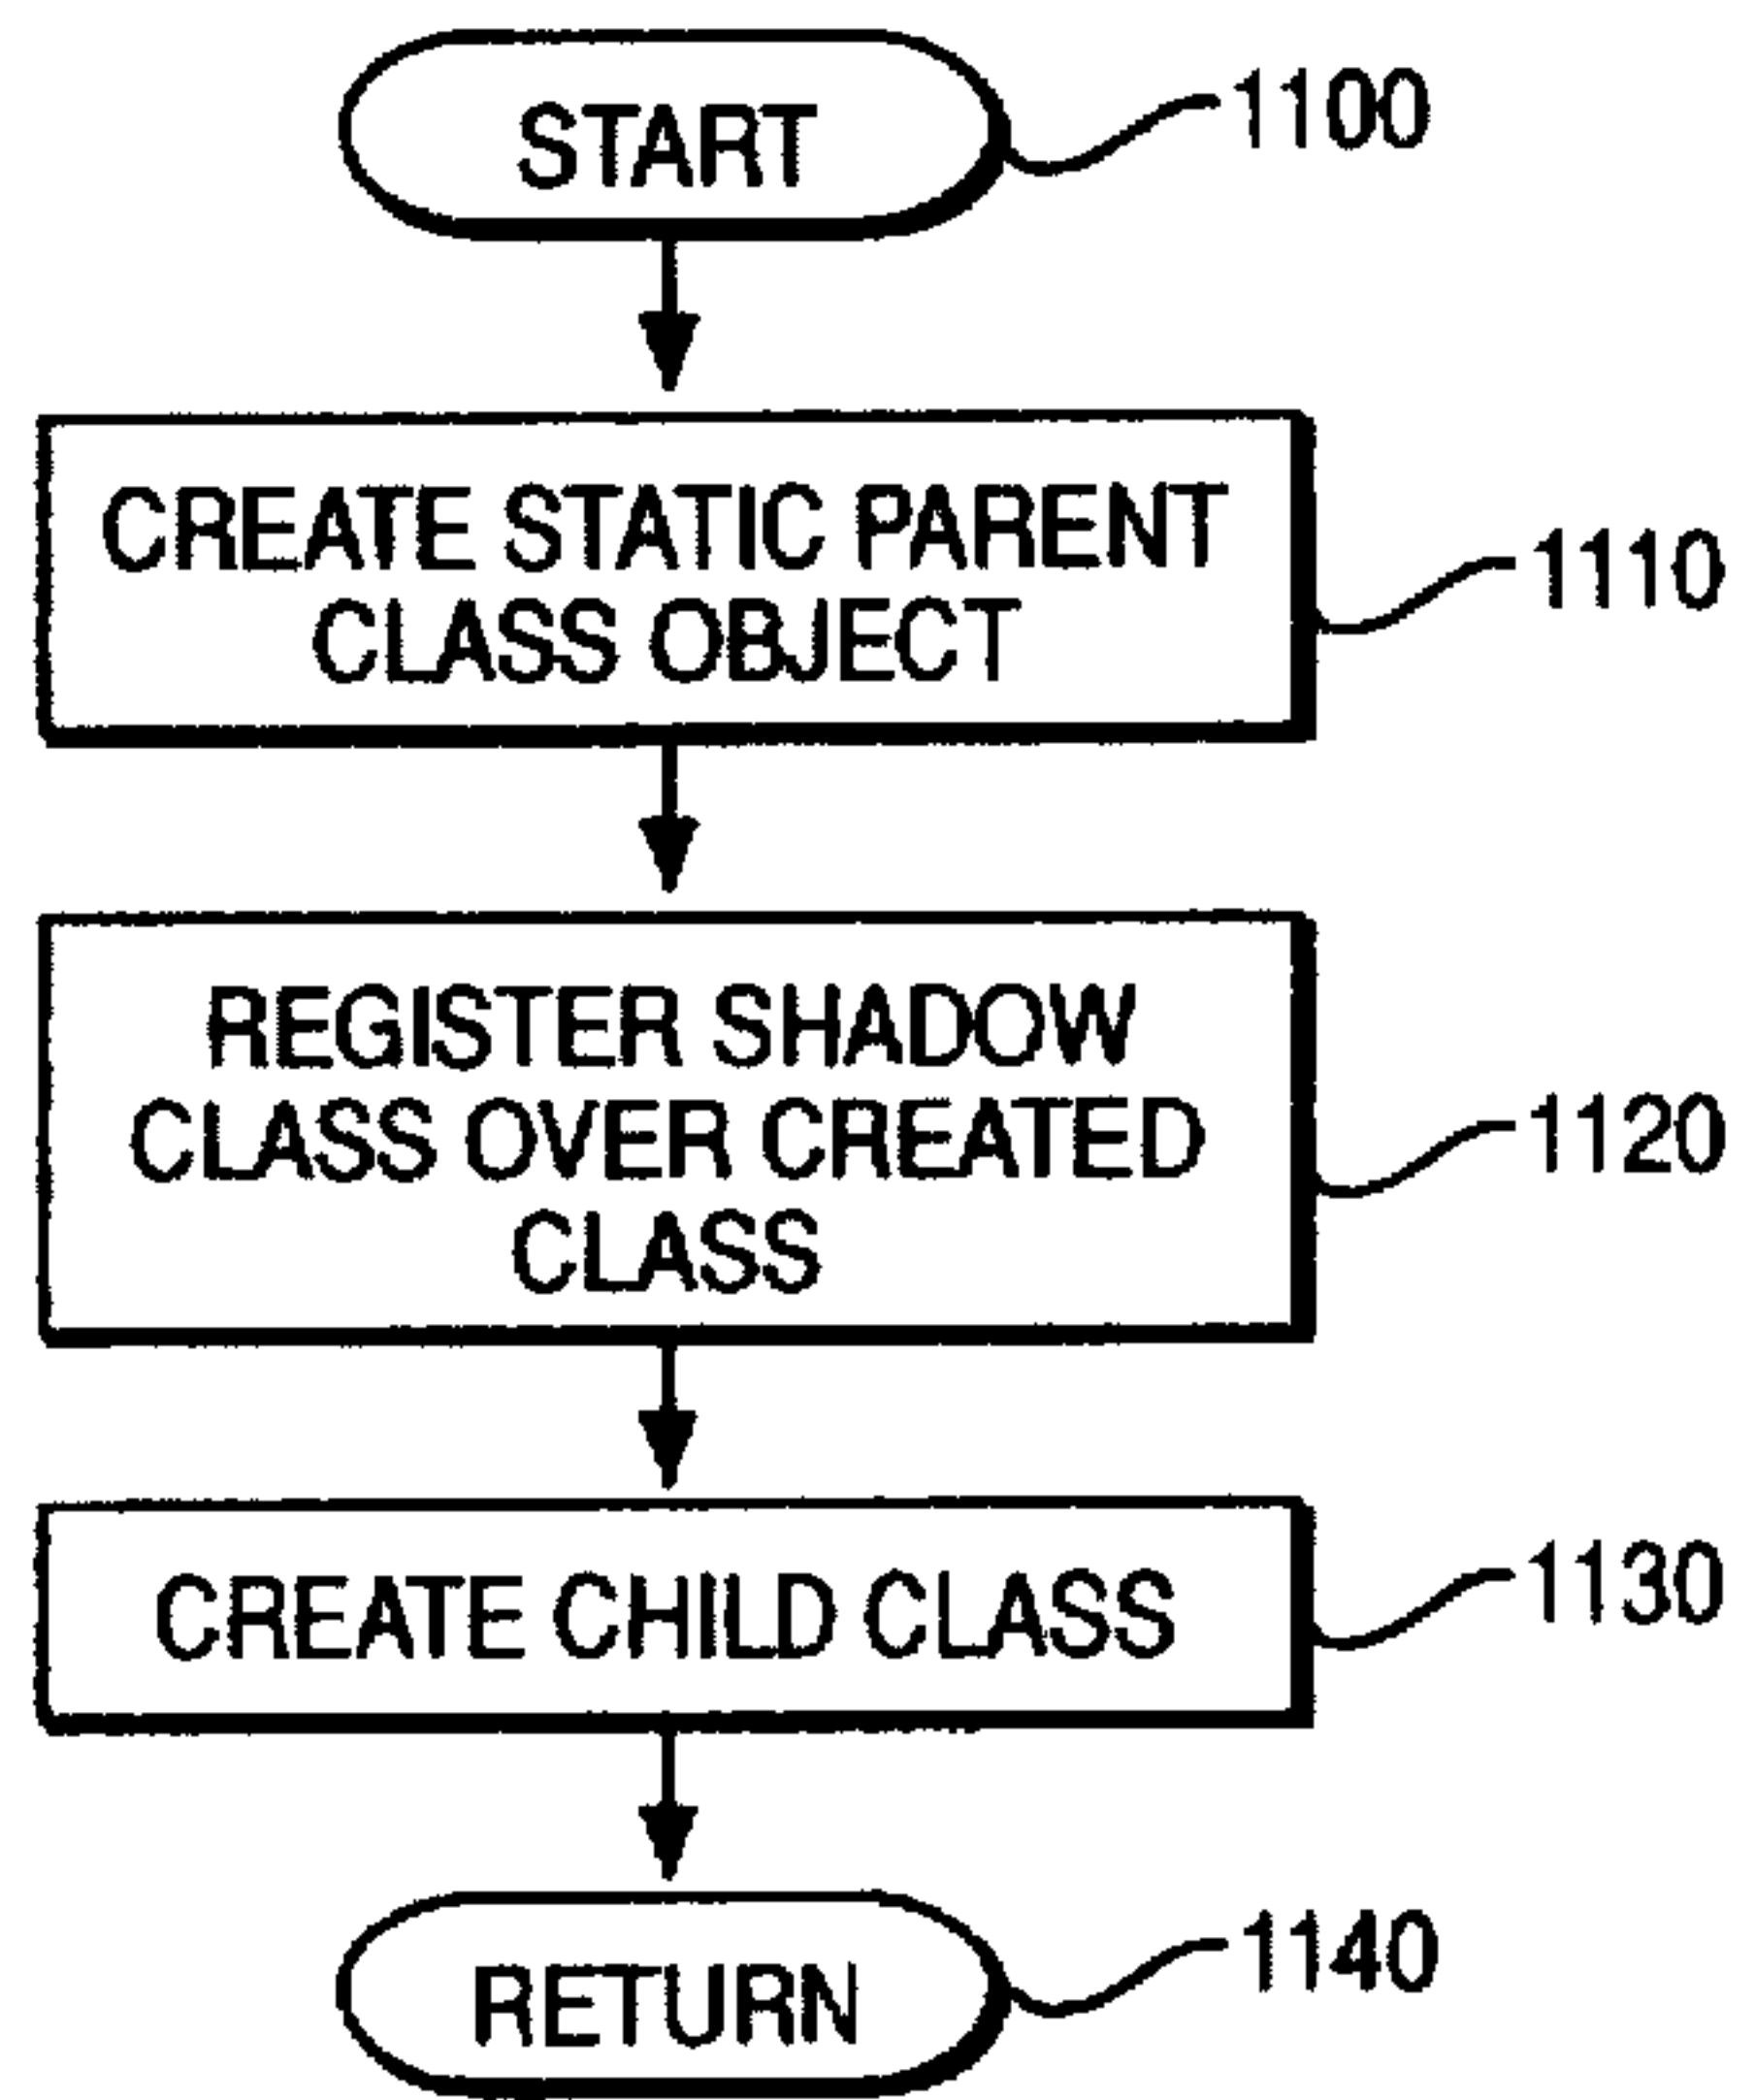 START
1100
CREATE STATIC PARENT
CLASS OBJECT
1110
REGISTER SHADOW
CLASS OVER CREATED
CLASS
1120
CREATE CHILD CLASS
1130
RETURN
1140